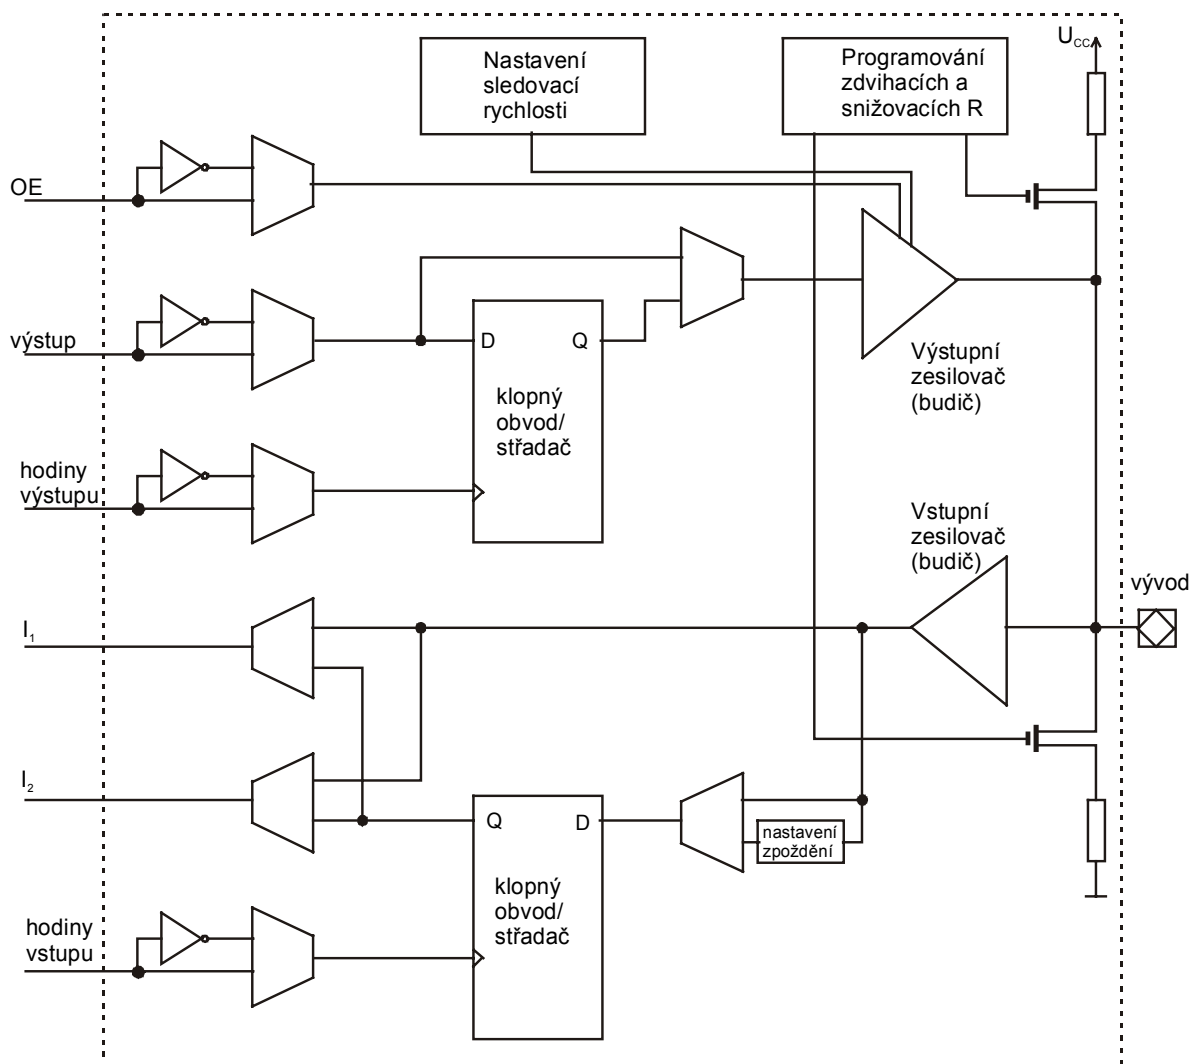 Nastavení
sledovací
rychlosti
Programování
zdvihacích a
snižovacích R
UCC
OE
výstup
D
Q
klopný
obvod/
střadač
Výstupní
zesilovač
(budič)
hodiny
výstupu
Vstupní
zesilovač
(budič)
vývod
I1
I2
Q
D
nastavení
zpoždění
klopný
obvod/
střadač
hodiny
vstupu